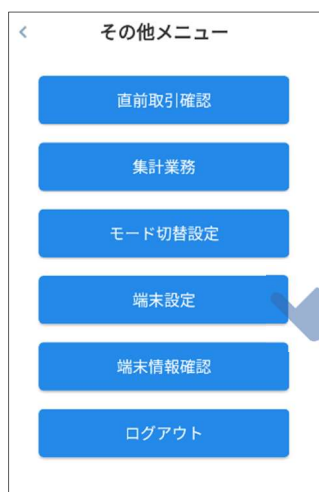 その他メニュー
直前取引確認
集計業務
モード切替設定
端末設定
端末情報確認
ログアウト